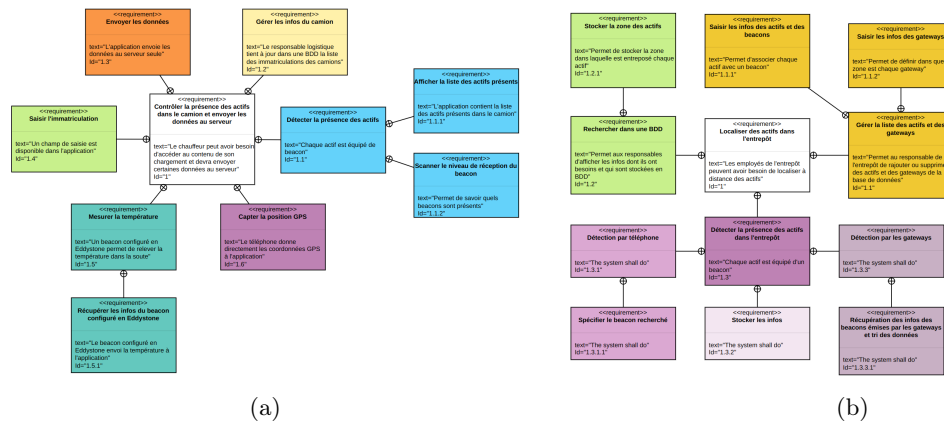 <<requirement>>
Envoyer les données
text="L'application envoie les
données au serveur seule"
Id="1.3"
<<requirement>>
Gérer les infos du camion
text="Le responsable logistique
tient à jour dans une BDD la liste
des immatriculations des camions"
Id="1.2"
<<requirement>>
Saisir l'immatriculation
text="Un champ de saisie est
disponible dans l'application"
Id="1.4"
<<requirement>>
Contrôler la présence des actifs
dans le camion et envoyer les
données au serveur
text="Le chauffeur peut avoir besoin
d'accéder au contenu de son
chargement et devra envoyer
certaines données au serveur"
Id="1"
<<requirement>>
Détecter la présence des actifs
text="Chaque actif est équipé de
beacon"
Id="1.1"
<<requirement>>
Afficher la liste des actifs présents
text="L'application contient la liste
des actifs présents dans le camion"
Id="1.1.1"
<<requirement>>
Scanner le niveau de réception du
beacon
text="Permet de savoir quels
beacons sont présents"
Id="1.1.2"
<<requirement>>
Mesurer la température
text="Un beacon configuré en
Eddystone permet de relever la
température dans la soute"
Id="1.5"
<<requirement>>
Capter la position GPS
text="Le téléphone donne
directement les coordonnées GPS
à l'application"
Id="1.6"
<<requirement>>
Récupérer les infos du beacon
configuré en Eddystone
text="Le beacon configuré en
Eddystone envoi la température à
l'application"
Id="1.5.1"
(a)
<<requirement>>
Stocker la zone des actifs
text="Permet de stocker la zone
dans laquelle est entreposé chaque
actif"
Id="1.2.1"
<<requirement>>
Saisir les infos des actifs et des
beacons
text="Permet d'associer chaque
actif avec un beacon"
Id="1.1.1"
<<requirement>>
Saisir les infos des gateways
text="Permet de définir dans que
zone est chaque gateway"
Id="1.1.2"
<<requirement>>
Rechercher dans une BDD
text="Permet aux responsables
d'afficher les infos dont ils ont
besoins et qui sont stockées en
BDD"
Id="1.2"
<<requirement>>
Localiser des actifs dans
l'entrepôt
text="Les employés de l'entrepôt
peuvent avoir besoin de localiser à
distance des actifs"
Id="1"
<<requirement>>
Gérer la liste des actifs et des
gateways
text="Permet au responsable de
l'entrepôt de rajouter ou supprime
des actifs et des gateways de la
base de données"
Id="1.1"
<<requirement>>
Détection par téléphone
text="The system shall do"
Id="1.3.1"
<<requirement>>
Détecter la présence des actifs
dans l'entrepôt
text="Chaque actif est équipé d'un
beacon"
Id="1.3"
<<requirement>>
Détection par les gateways
text="The system shall do"
Id="1.3.3"
<<requirement>>
Spécifier le beacon recherché
text="The system shall do"
Id="1.3.1.1"
<<requirement>>
Stocker les infos
text="The system shall do"
Id="1.3.2"
<<requirement>>
Récupération des infos des
beacons émises par les gateways
et tri des données
text="The system shall do"
Id="1.3.3.1"
(b)